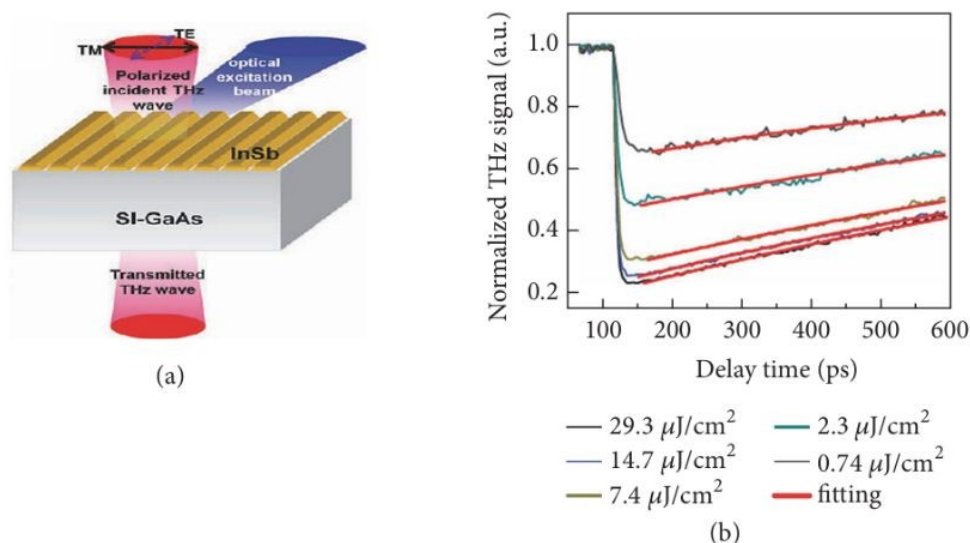 TM
TE
Polarized
incident THz
wave
optical
excitation
beam
InSb
SI-GaAs
Transmitted
THz wave
(a)
Normalized THz signal (a.u.)
1.0
0.8
0.6
0.4
0.2
100 200 300 400 500 600
Delay time (ps)
29.3 μJ/cm² 2.3 μJ/cm²
14.7 μJ/cm² 0.74 μJ/cm²
7.4 μJ/cm² fitting
(b)